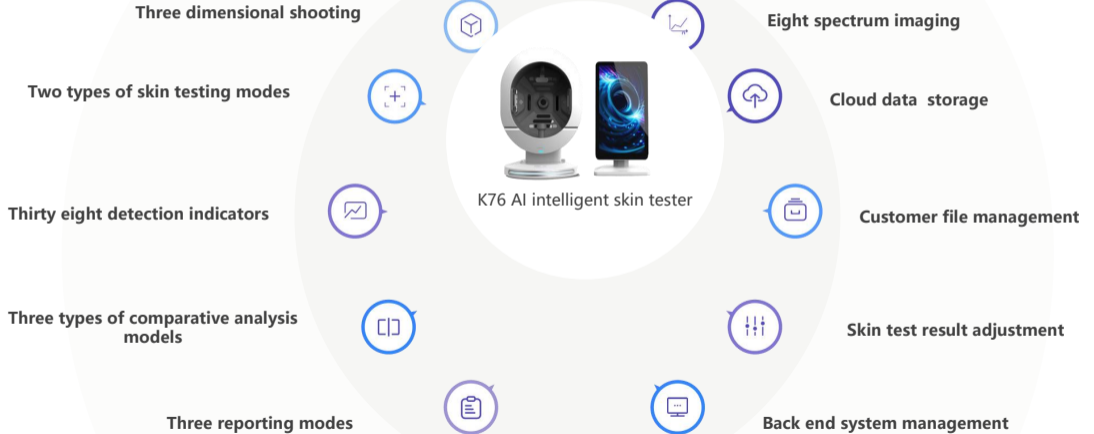 Three dimensional shooting
Eight spectrum imaging
Two types of skin testing modes
Cloud data storage
K76 AI intelligent skin tester
Thirty eight detection indicators
Customer file management
Three types of comparative analysis
models
Skin test result adjustment
Three reporting modes
Back end system management